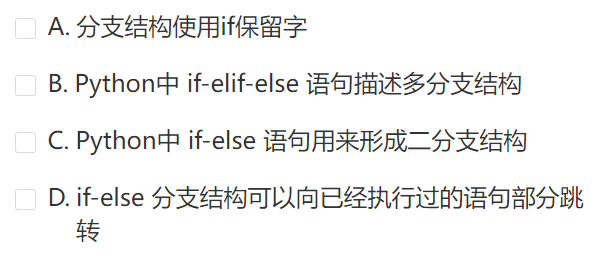 A. 分支结构使用if保留字
B. Python中 if-elif-else 语句描述多分支结构
C. Python中 if-else 语句用来形成二分支结构
D. if-else 分支结构可以向已经执行过的语句部分跳
转